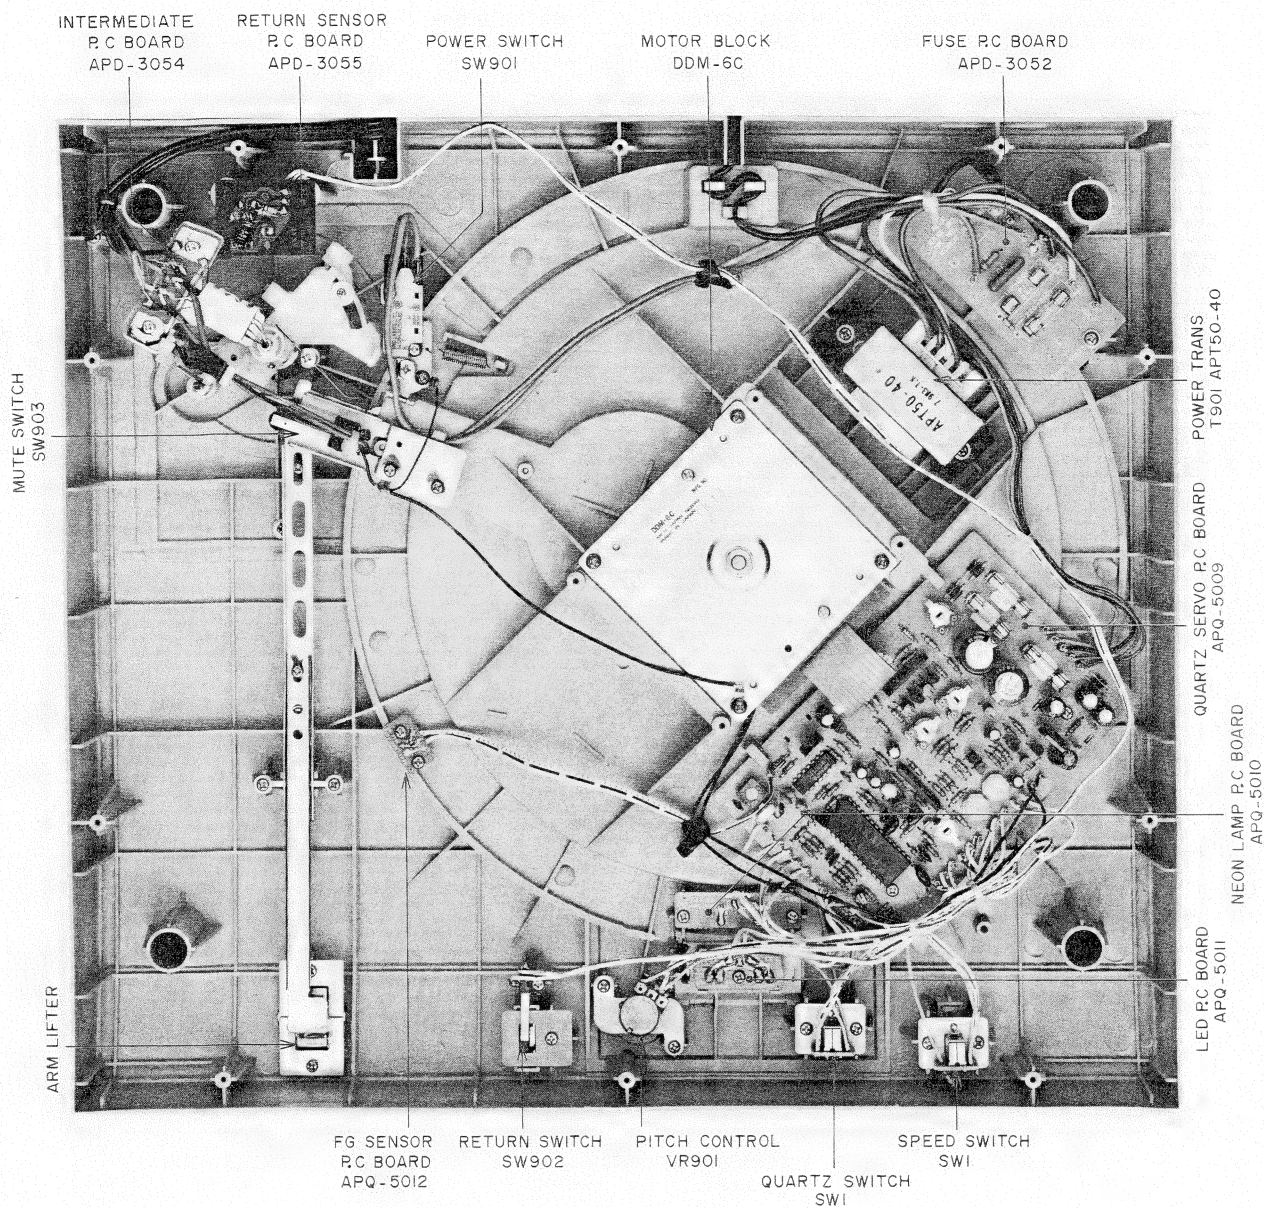 INTERMEDIATE
P.C BOARD
APD-3054
RETURN SENSOR
P.C BOARD
APD-3055
POWER SWITCH
SW901
MOTOR BLOCK
DDM-6C
FUSE P.C BOARD
APD-3052
POWER TRANS
T901 APT50-40
MUTE SWITCH
SW903
APT50-40
DDM-6C
QUARTZ SERVO P.C BOARD
APQ-5009
NEON LAMP P.C BOARD
APQ-5010
LED P.C BOARD
APQ-5011
ARM LIFTER
FG SENSOR
P.C BOARD
APQ-5012
RETURN SWITCH
SW902
PITCH CONTROL
VR901
QUARTZ SWITCH
SW1
SPEED SWITCH
SW1